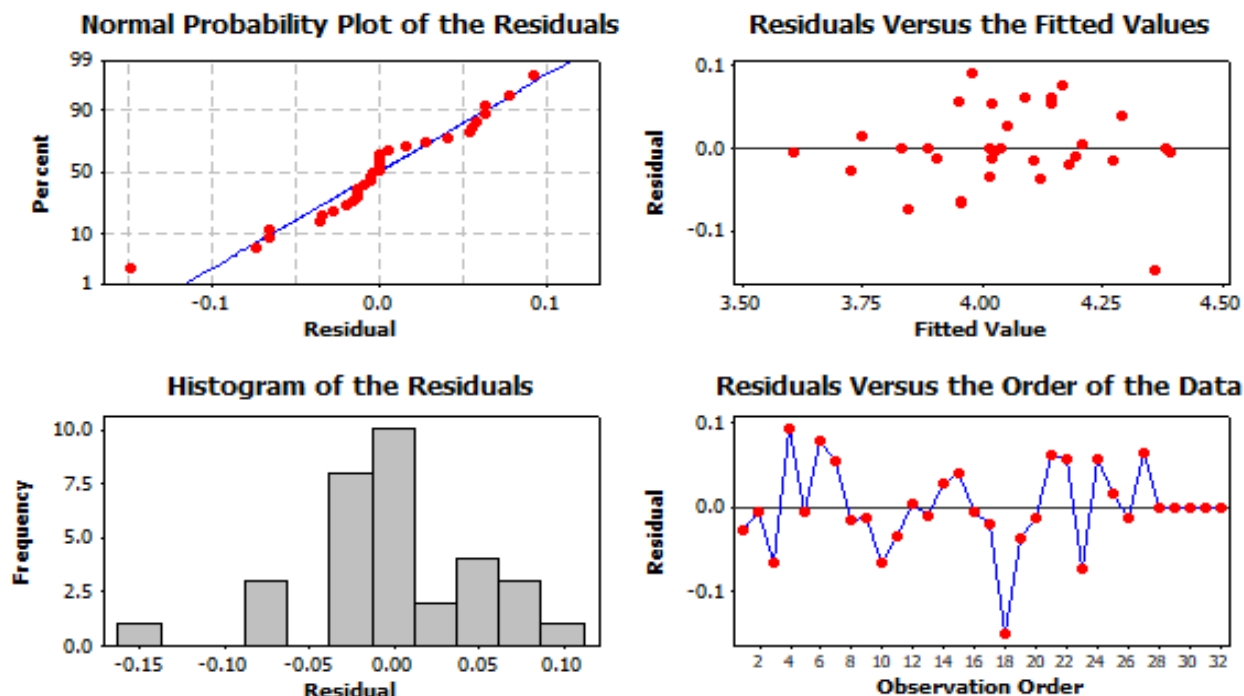 Normal Probability Plot of the Residuals
99
90
50
10
1
Percent
-0.1 0.0 0.1
Residual
Residuals Versus the Fitted Values
0.1
0.0
-0.1
Residual
3.50 3.75 4.00 4.25 4.50
Fitted Value
Histogram of the Residuals
10.0
7.5
5.0
2.5
0.0
Frequency
-0.15 -0.10 -0.05 0.00 0.05 0.10
Residual
Residuals Versus the Order of the Data
0.1
0.0
-0.1
Residual
2 4 6 8 10 12 14 16 18 20 22 24 26 28 30 32
Observation Order